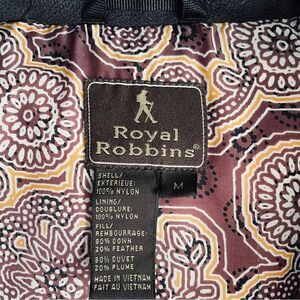 Royal
Robbins®
SHELL/
EXTERIEUR:
100% NYLON
LINING/
DOUBLURE:
100% NYLON
FILL/
REMBOURRAGE:
80% DOWN
20% FEATHER
80% DUVET
20% PLUME
MADE IN VIETNAM
FAIT AU VIETNAM
M